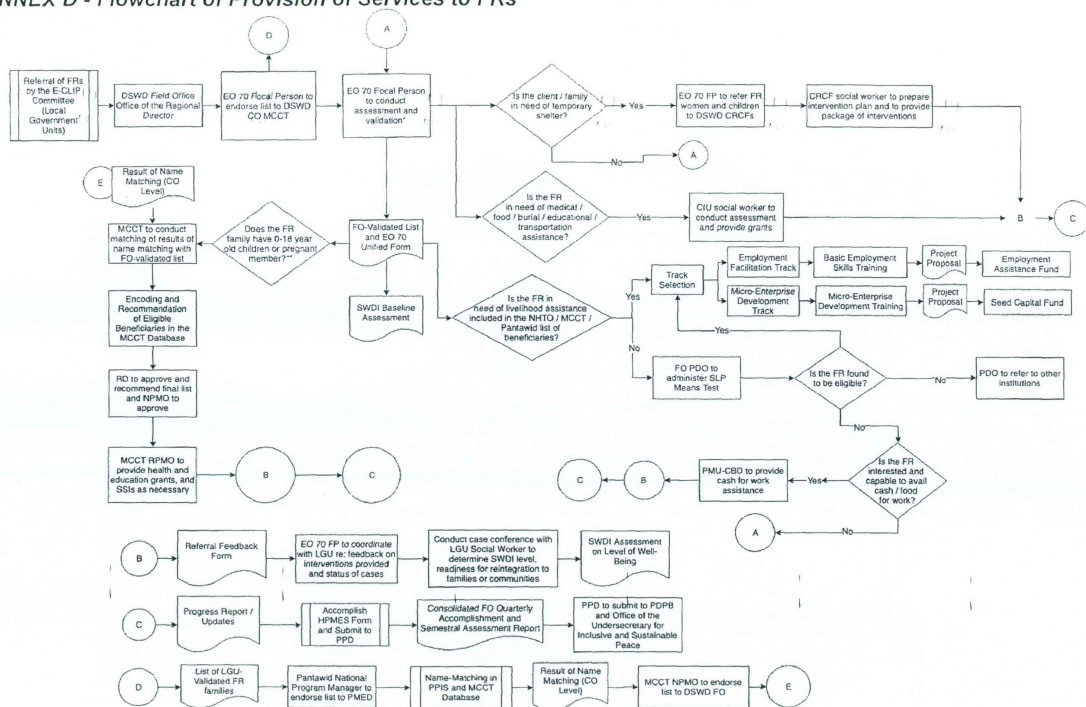 NNEX D - Flowchart of Provision of Services to FRs
D
A
Referral of FRs
by the E-CLIP
Committee
(Local
Government
Units)
DSWD Field Office
Office of the Regional
Director
EO 70 Focal Person to
endorse list to DSWD
CO MCCT
EO 70 Focal Person
to conduct
assessment and
validation*
Is the client / family
in need of temporary
shelter?
Yes
EO 70 FP to refer FR
women and children
to DSWD CRCFs
CRCF social worker to prepare
intervention plan and to provide
package of interventions
No
A
E
Result of Name
Matching (CO
Level)
MCCT to conduct
matching of results of
name matching with
FO-validated list
Does the FR
family have 0-18 year
old children or pregnant
member?**
FO-Validated List
and EO 70
Unified Form
Is the FR
in need of medical /
food / burial / educational /
transportation
assistance?
Yes
CIU social worker to
conduct assessment
and provide grants
B
C
SWDI Baseline
Assessment
Is the FR in
need of livelihood assistance
included in the NHTO / MCCT /
Pantawid list of
beneficiaries?
Yes
Track
Selection
Employment
Facilitation Track
Basic Employment
Skills Training
Project
Proposal
Employment
Assistance Fund
Micro-Enterprise
Development
Track
Micro-Enterprise
Development Training
Project
Proposal
Seed Capital Fund
Encoding and
Recommendation
of Eligible
Beneficiaries in the
MCCT Database
No
Yes
FO PDO to
administer SLP
Means Test
Is the FR found
to be eligible?
No
PDO to refer to other
institutions
RD to approve and
recommend final list
and NPMO to
approve
No
MCCT RPMO to
provide health and
education grants, and
SSIs as necessary
B
C
C
B
PMU-CBD to provide
cash for work
assistance
Yes
Is the FR
interested and
capable to avail
cash / food
for work?
No
A
B
Referral Feedback
Form
EO 70 FP to coordinate
with LGU re: feedback on
interventions provided
and status of cases
Conduct case conference with
LGU Social Worker to
determine SWDI level,
readiness for reintegration to
families or communities
SWDI Assessment
on Level of Well-
Being
C
Progress Report /
Updates
Accomplish
HPMES Form
and Submit to
PPD
Consolidated FO Quarterly
Accomplishment and
Semestral Assessment Report
PPD to submit to PDPB
and Office of the
Undersecretary for
Inclusive and Sustainable
Peace
D
List of LGU-
Validated FR
families
Pantawid National
Program Manager to
endorse list to PMED
Name-Matching in
PPIS and MCCT
Database
Result of Name
Matching (CO
Level)
MCCT NPMO to endorse
list to DSWD FO
E